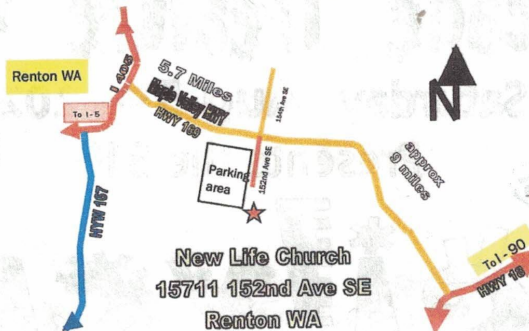 Renton WA
I 405
To I-5
5.7 Miles
Maple Valley HWY
HWY 169
154th Ave SE
N
HYW 167
Parking
area
152nd Ave SE
approx
9 miles
To I - 90
HWY 18
New Life Church
15711 152nd Ave SE
Renton WA